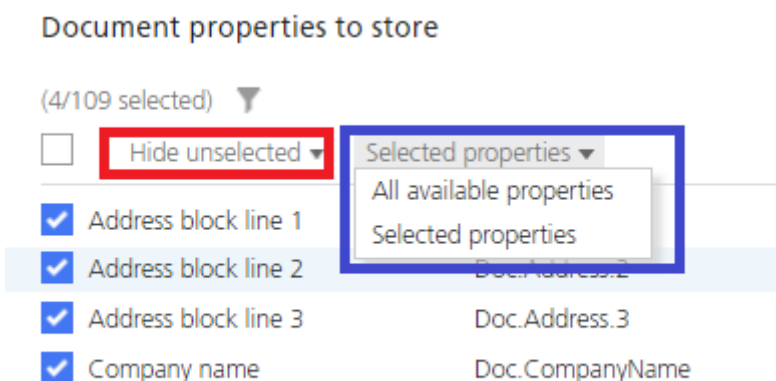 Document properties to store
(4/109 selected)
Hide unselected Selected properties
All available properties
Address block line 1
Selected properties
Address block line 2 Doc.Address.2
Address block line 3 Doc.Address.3
Company name Doc.CompanyName